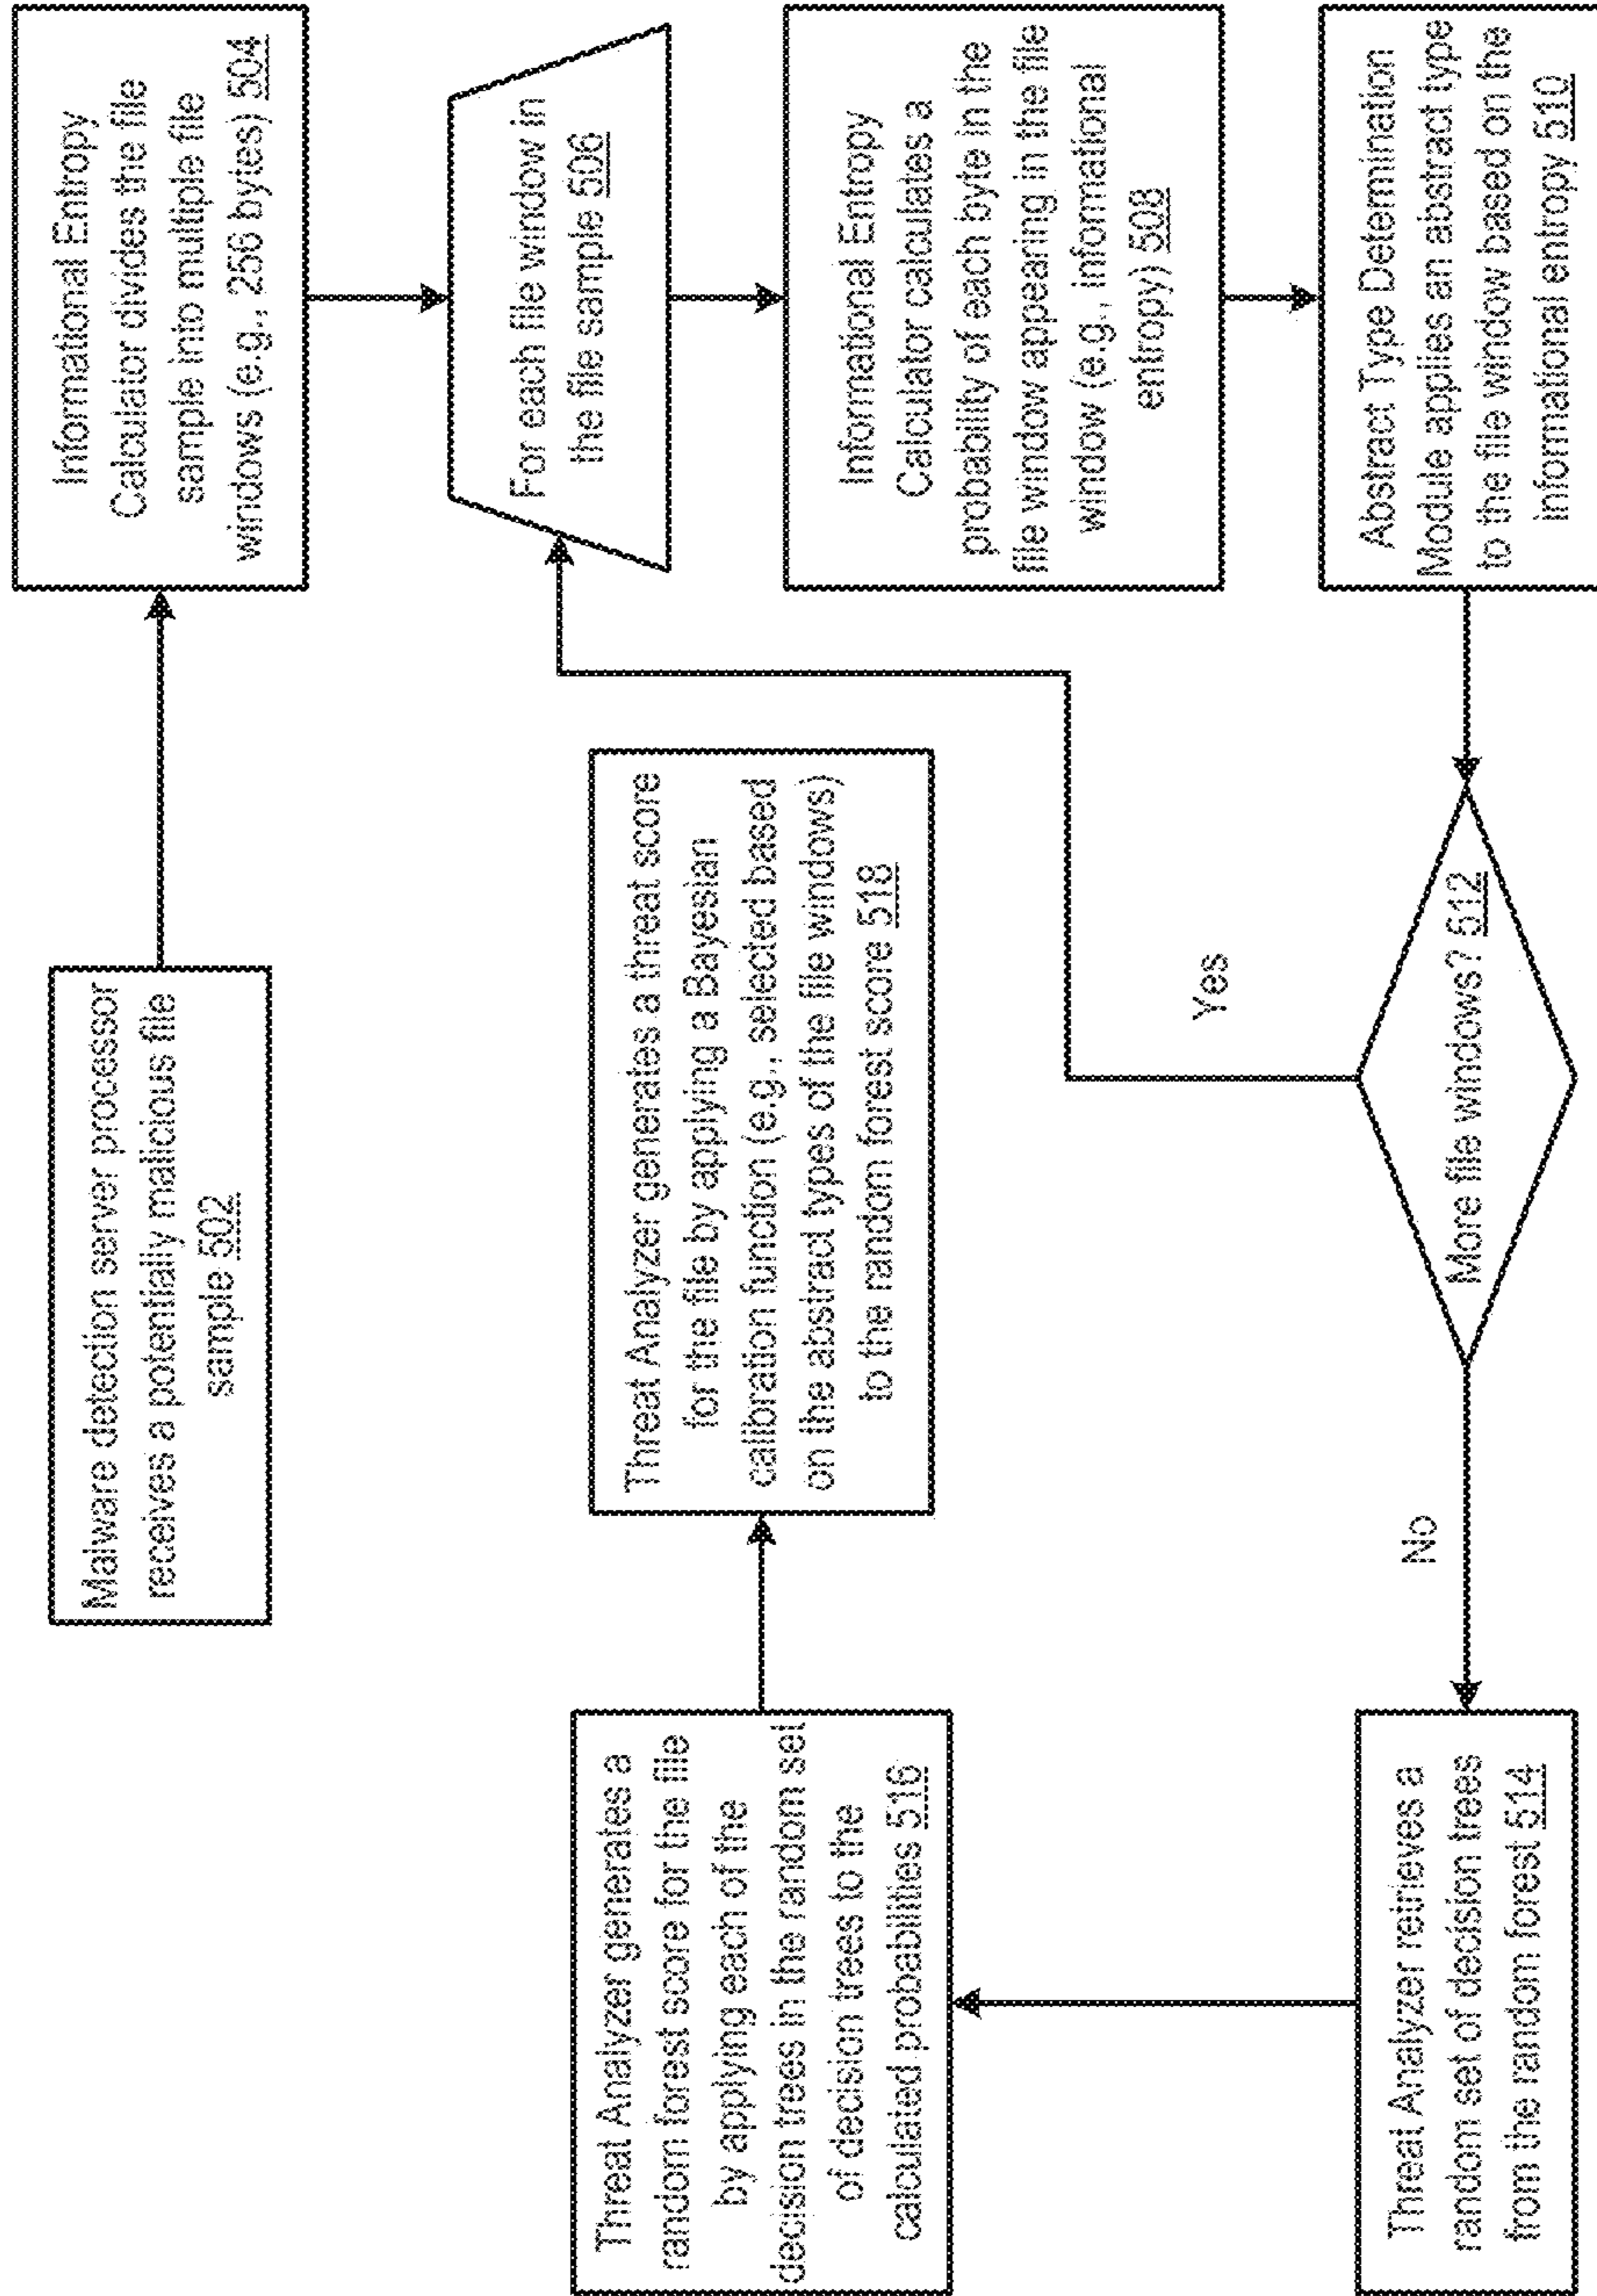 Malware detection server processor
receives a potentially malicious file
sample 502
Informational Entropy
Calculator divides the file
sample into multiple file
windows (e.g., 256 bytes) 504
For each file window in
the file sample 506
Informational Entropy
Calculator calculates a
probability of each byte in the
file window appearing in the file
window (e.g., informational
entropy) 508
Abstract Type Determination
Module applies an abstract type
to the file window based on the
informational entropy 510
More file windows? 512
Yes
No
Threat Analyzer retrieves a
random set of decision trees
from the random forest 514
Threat Analyzer generates a
random forest score for the file
by applying each of the
decision trees in the random set
of decision trees to the
calculated probabilities 516
Threat Analyzer generates a threat score
for the file by applying a Bayesian
calibration function (e.g., selected based
on the abstract types of the file windows)
to the random forest score 518